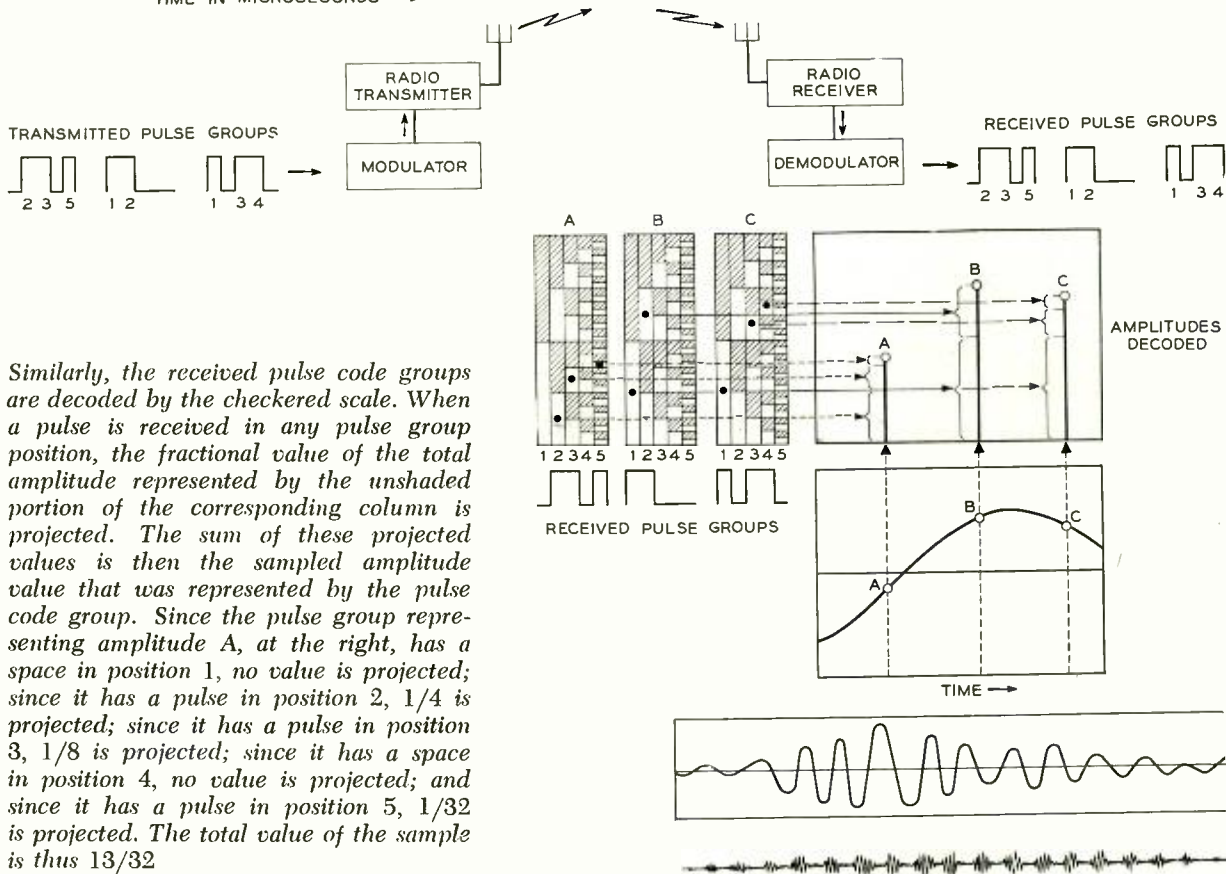 TIME IN MICROSECONDS
RADIO
TRANSMITTER
RADIO
RECEIVER
TRANSMITTED PULSE GROUPS
MODULATOR
DEMODULATOR
RECEIVED PULSE GROUPS
2 3 5 1 2 1 3 4
2 3 5 1 2 1 3 4
A B C
B
C
A
AMPLITUDES
DECODED
1 2 3 4 5 1 2 3 4 5 1 2 3 4 5
RECEIVED PULSE GROUPS
B
C
A
TIME
Similarly, the received pulse code groups
are decoded by the checkered scale. When
a pulse is received in any pulse group
position, the fractional value of the total
amplitude represented by the unshaded
portion of the corresponding column is
projected. The sum of these projected
values is then the sampled amplitude
value that was represented by the pulse
code group. Since the pulse group repre-
senting amplitude A, at the right, has a
space in position 1, no value is projected;
since it has a pulse in position 2, 1/4 is
projected; since it has a pulse in position
3, 1/8 is projected; since it has a space
in position 4, no value is projected; and
since it has a pulse in position 5, 1/32
is projected. The total value of the sample
is thus 13/32